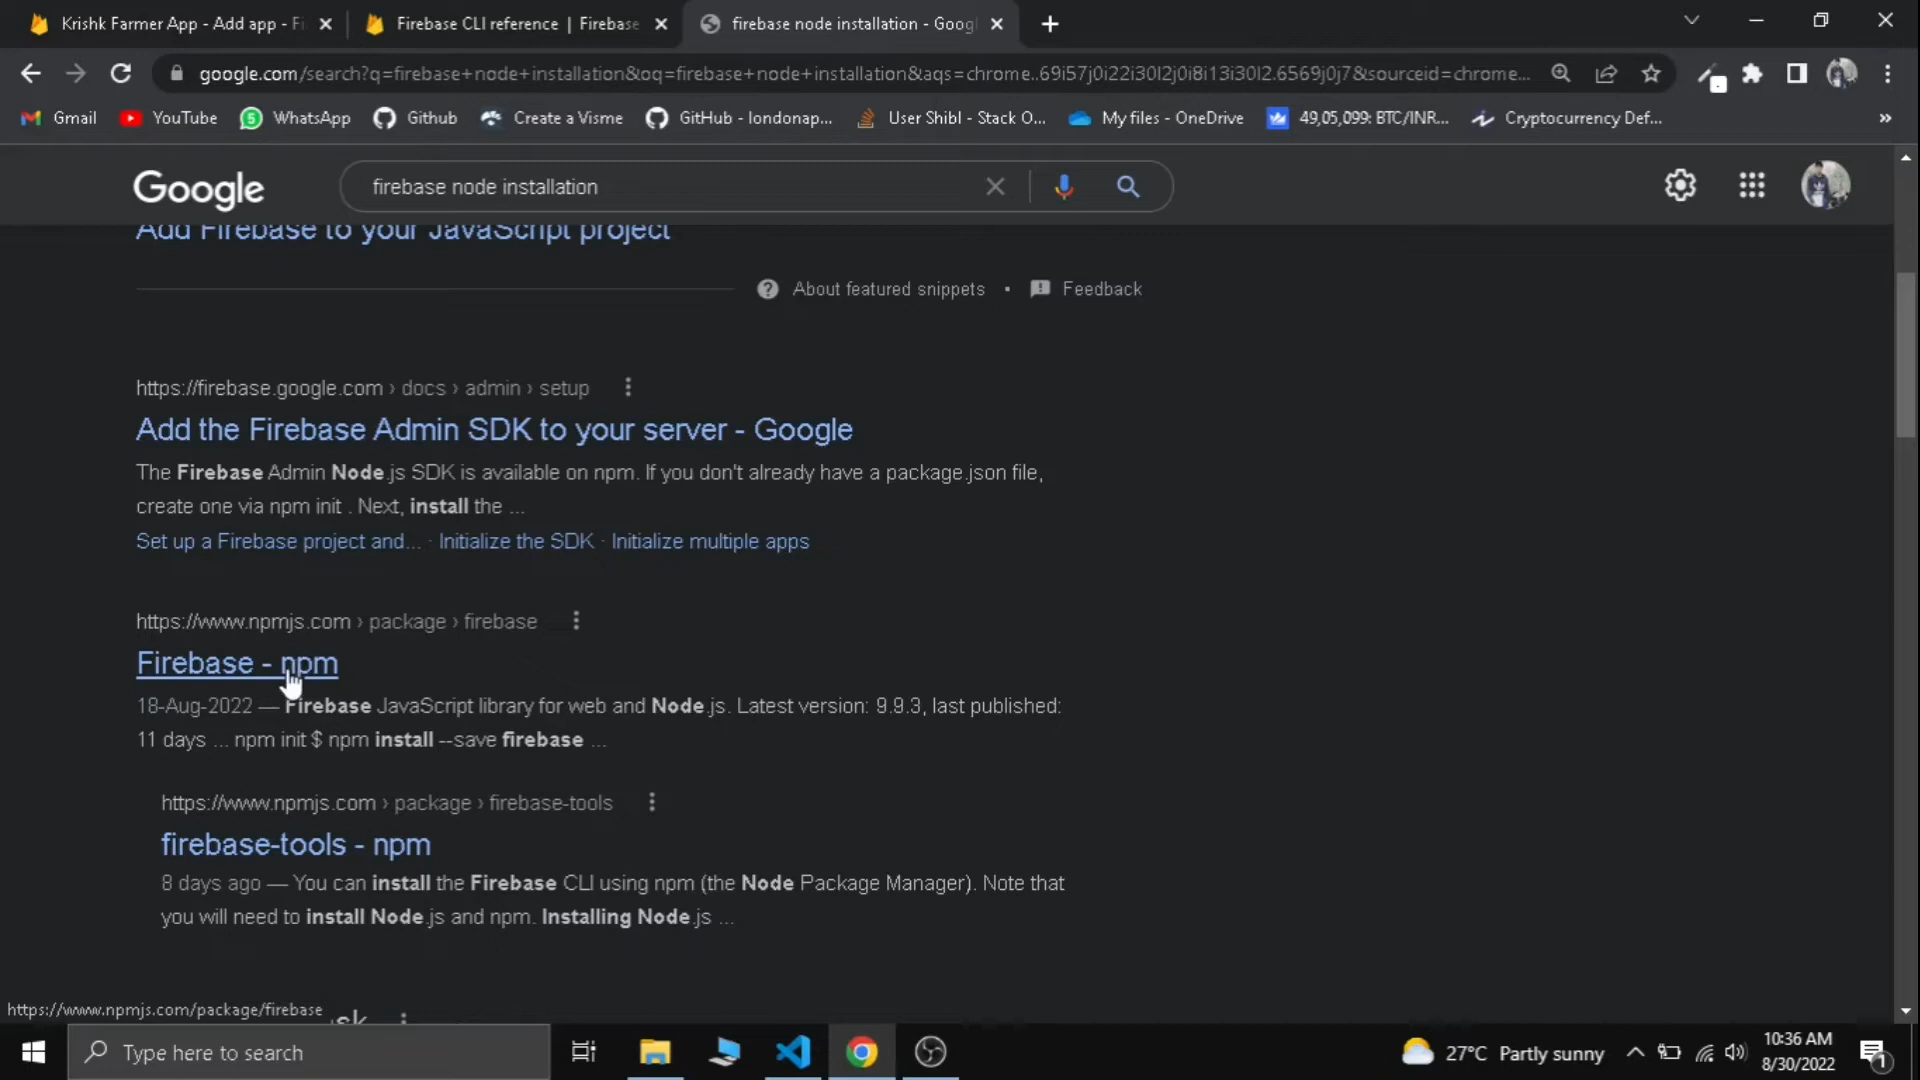 Krishk Farmer App - Add app - Fi
Firebase CLI reference | Firebase
firebase node installation - Goog
google.com/search?q=firebase+node+installation&oq=firebase+node+installation&aqs=chrome..69i57j0i22i30l2j0i8i13i30l2.6569j0j7&sourceid=chrome...
Gmail
YouTube
WhatsApp
Github
Create a Visme
GitHub - londonap...
User Shibl - Stack O...
My files - OneDrive
49,05,099: BTC/INR...
Cryptocurrency Def...
Google
firebase node installation
Add Firebase to your JavaScript project
About featured snippets • Feedback
https://firebase.google.com › docs › admin › setup
Add the Firebase Admin SDK to your server - Google
The Firebase Admin Node.js SDK is available on npm. If you don't already have a package.json file,
create one via npm init . Next, install the ...
Set up a Firebase project and... · Initialize the SDK · Initialize multiple apps
https://www.npmjs.com › package › firebase
Firebase - npm
18-Aug-2022 — Firebase JavaScript library for web and Node.js. Latest version: 9.9.3, last published:
11 days ... npm init $ npm install --save firebase ...
https://www.npmjs.com › package › firebase-tools
firebase-tools - npm
8 days ago — You can install the Firebase CLI using npm (the Node Package Manager). Note that
you will need to install Node.js and npm. Installing Node.js ...
https://www.npmjs.com/package/firebase
Type here to search
27°C Partly sunny
10:36 AM
8/30/2022
1